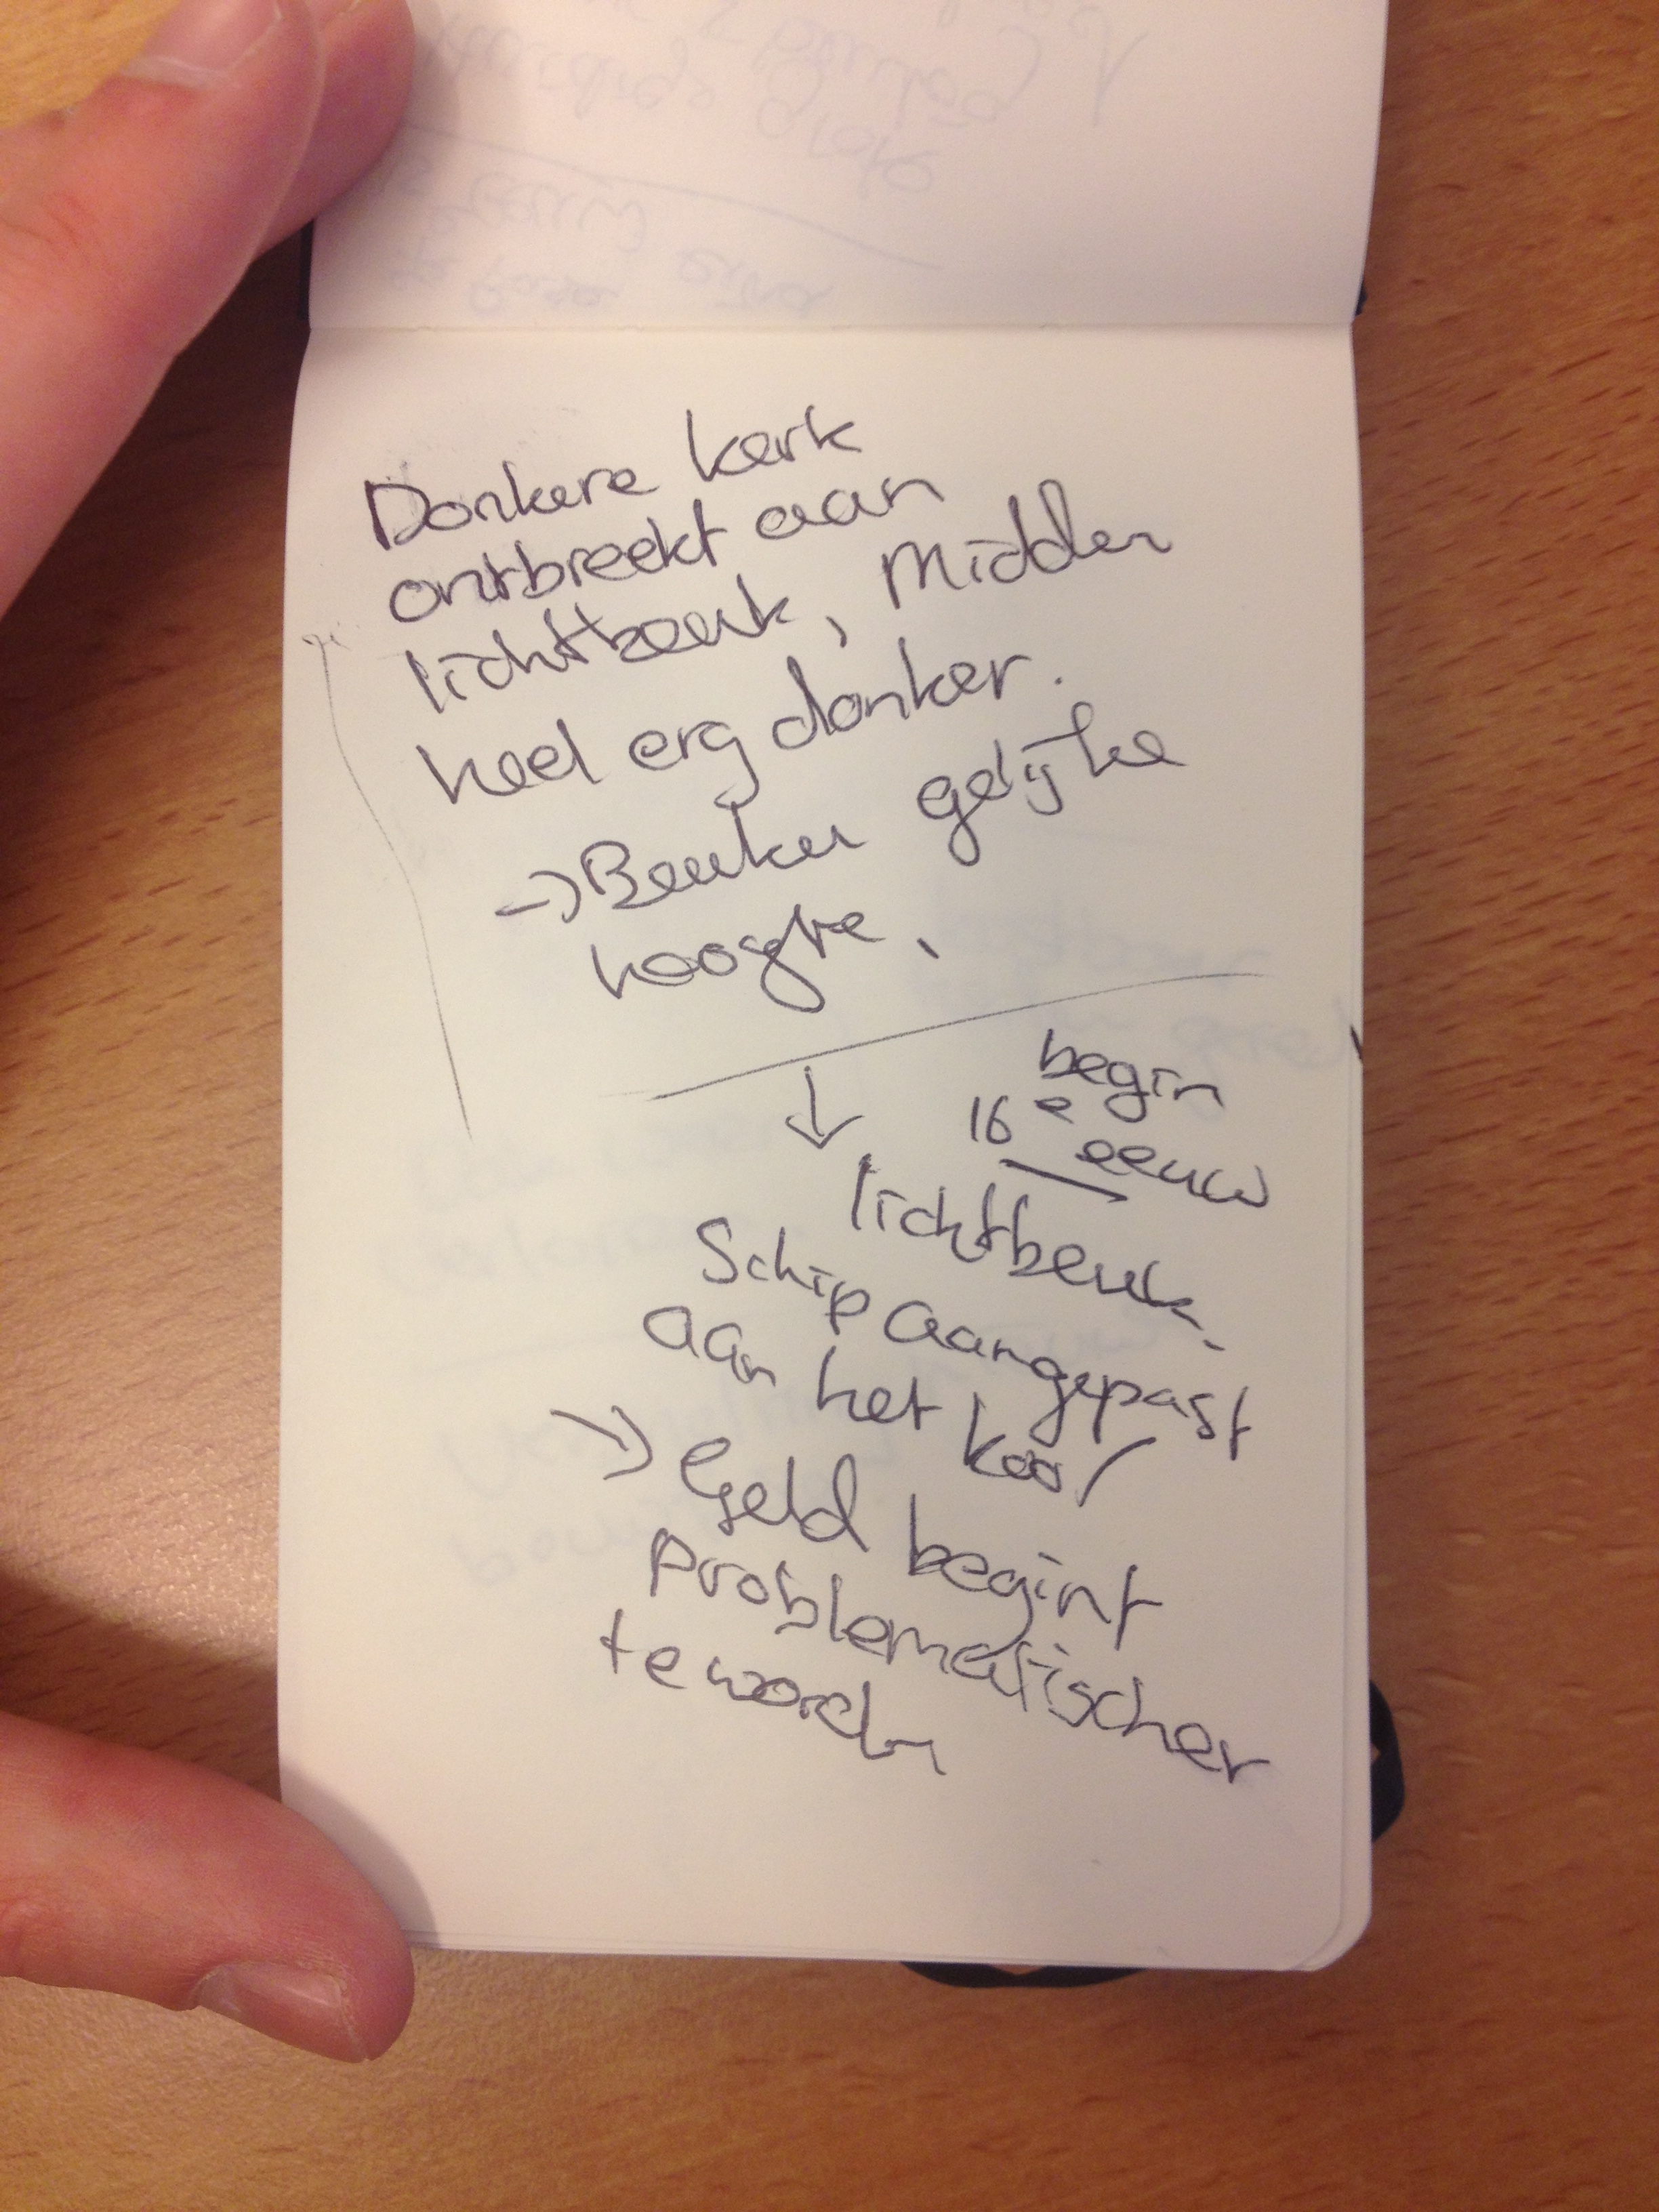 Donkere kerk
ontbreekt aan
lichtbeuk, Midden
heel erg donker.
→ Beuken gelijke
hoogte,
↓
begin
16e eeuw
lichtbeuk.
Schip aangepast
aan het koor
→ Geld begint
problematischer
te worden